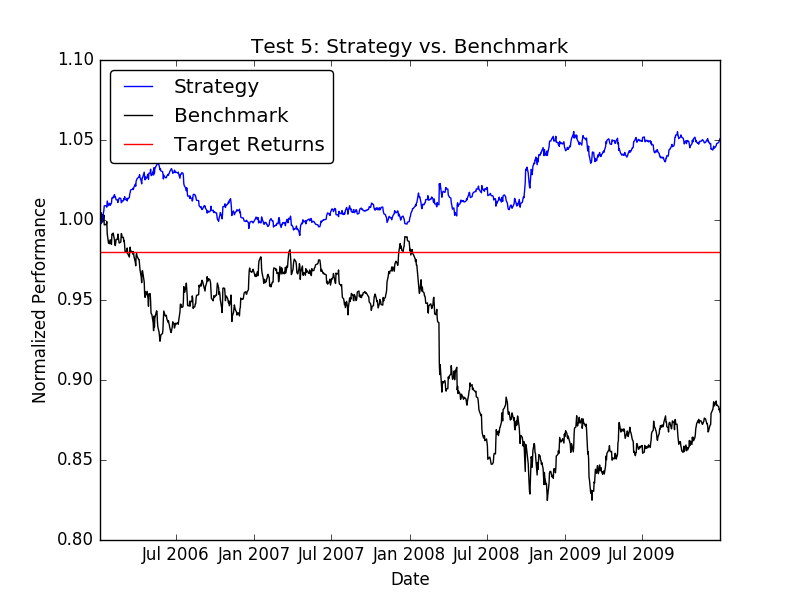 Test 5: Strategy vs. Benchmark
1.10
1.05
1.00
0.95
0.90
0.85
0.80
Normalized Performance
Strategy
Benchmark
Target Returns
Jul 2006 Jan 2007 Jul 2007 Jan 2008 Jul 2008 Jan 2009 Jul 2009
Date